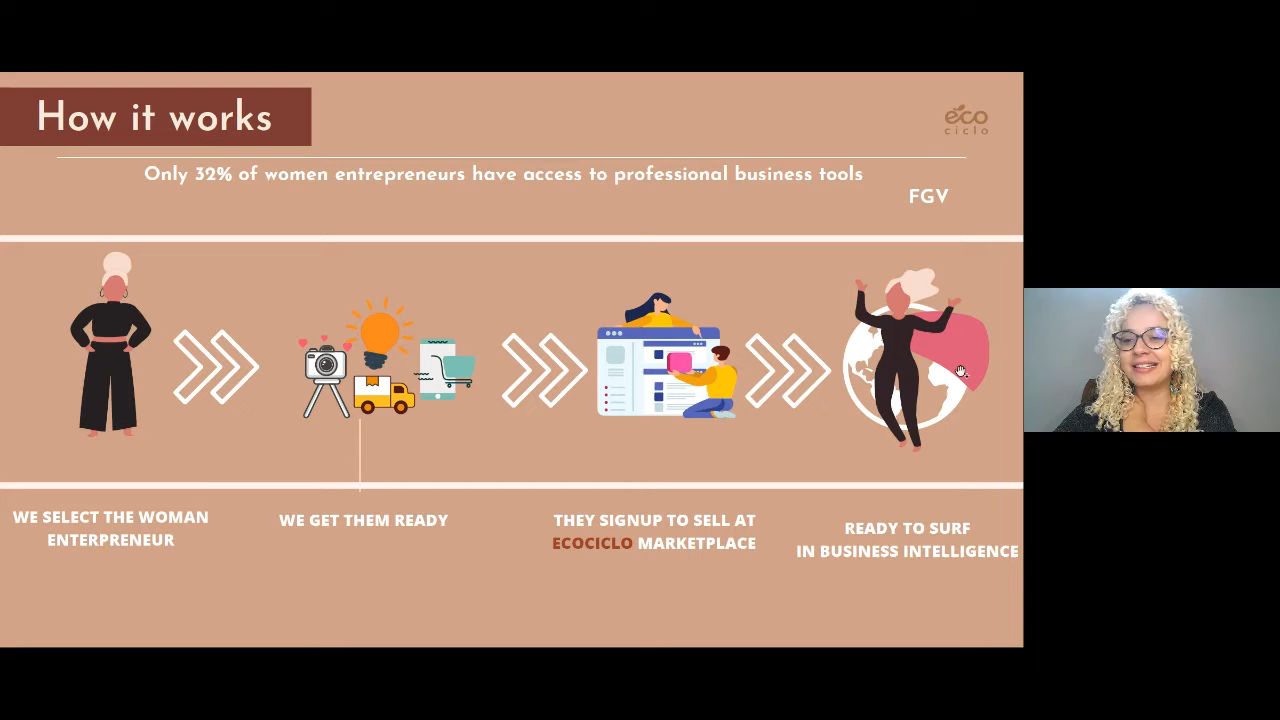 How it works
eco
ciclo
Only 32% of women entrepreneurs have access to professional business tools
FGV
WE SELECT THE WOMAN
ENTERPRENEUR
WE GET THEM READY
THEY SIGNUP TO SELL AT
ECOCICLO MARKETPLACE
READY TO SURF
IN BUSINESS INTELLIGENCE